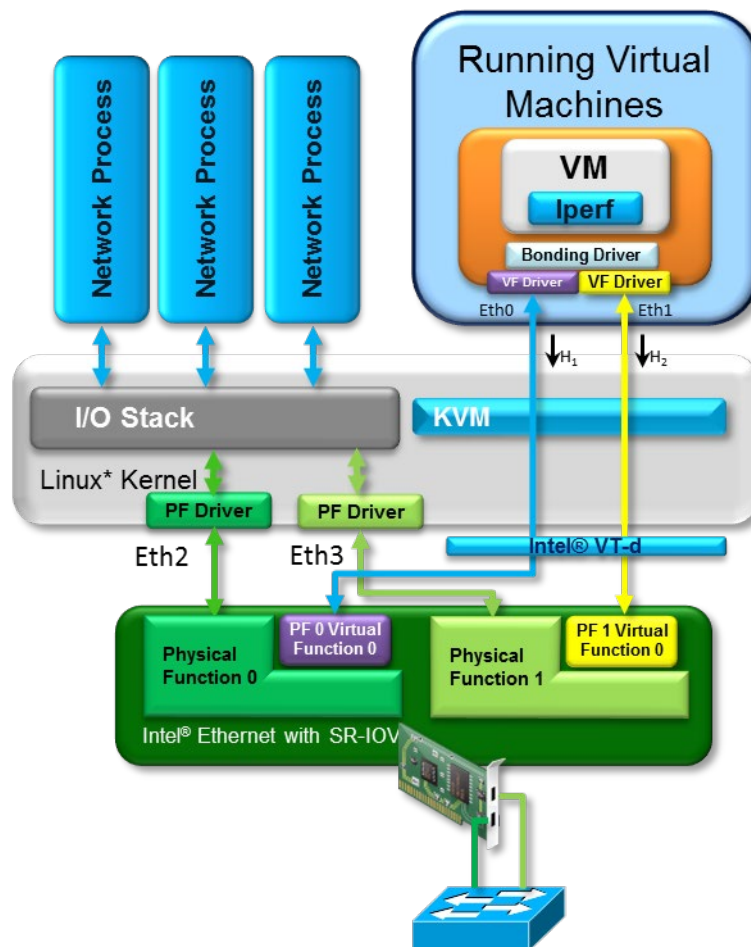 Network Process
Network Process
Network Process
Running Virtual
Machines
VM
Iperf
Bonding Driver
VF Driver
VF Driver
Eth0
Eth1
H1
H2
I/O Stack
KVM
Linux* Kernel
PF Driver
PF Driver
Eth2
Eth3
Intel® VT-d
Physical
Function 0
PF 0 Virtual
Function 0
Physical
Function 1
PF 1 Virtual
Function 0
Intel® Ethernet with SR-IOV